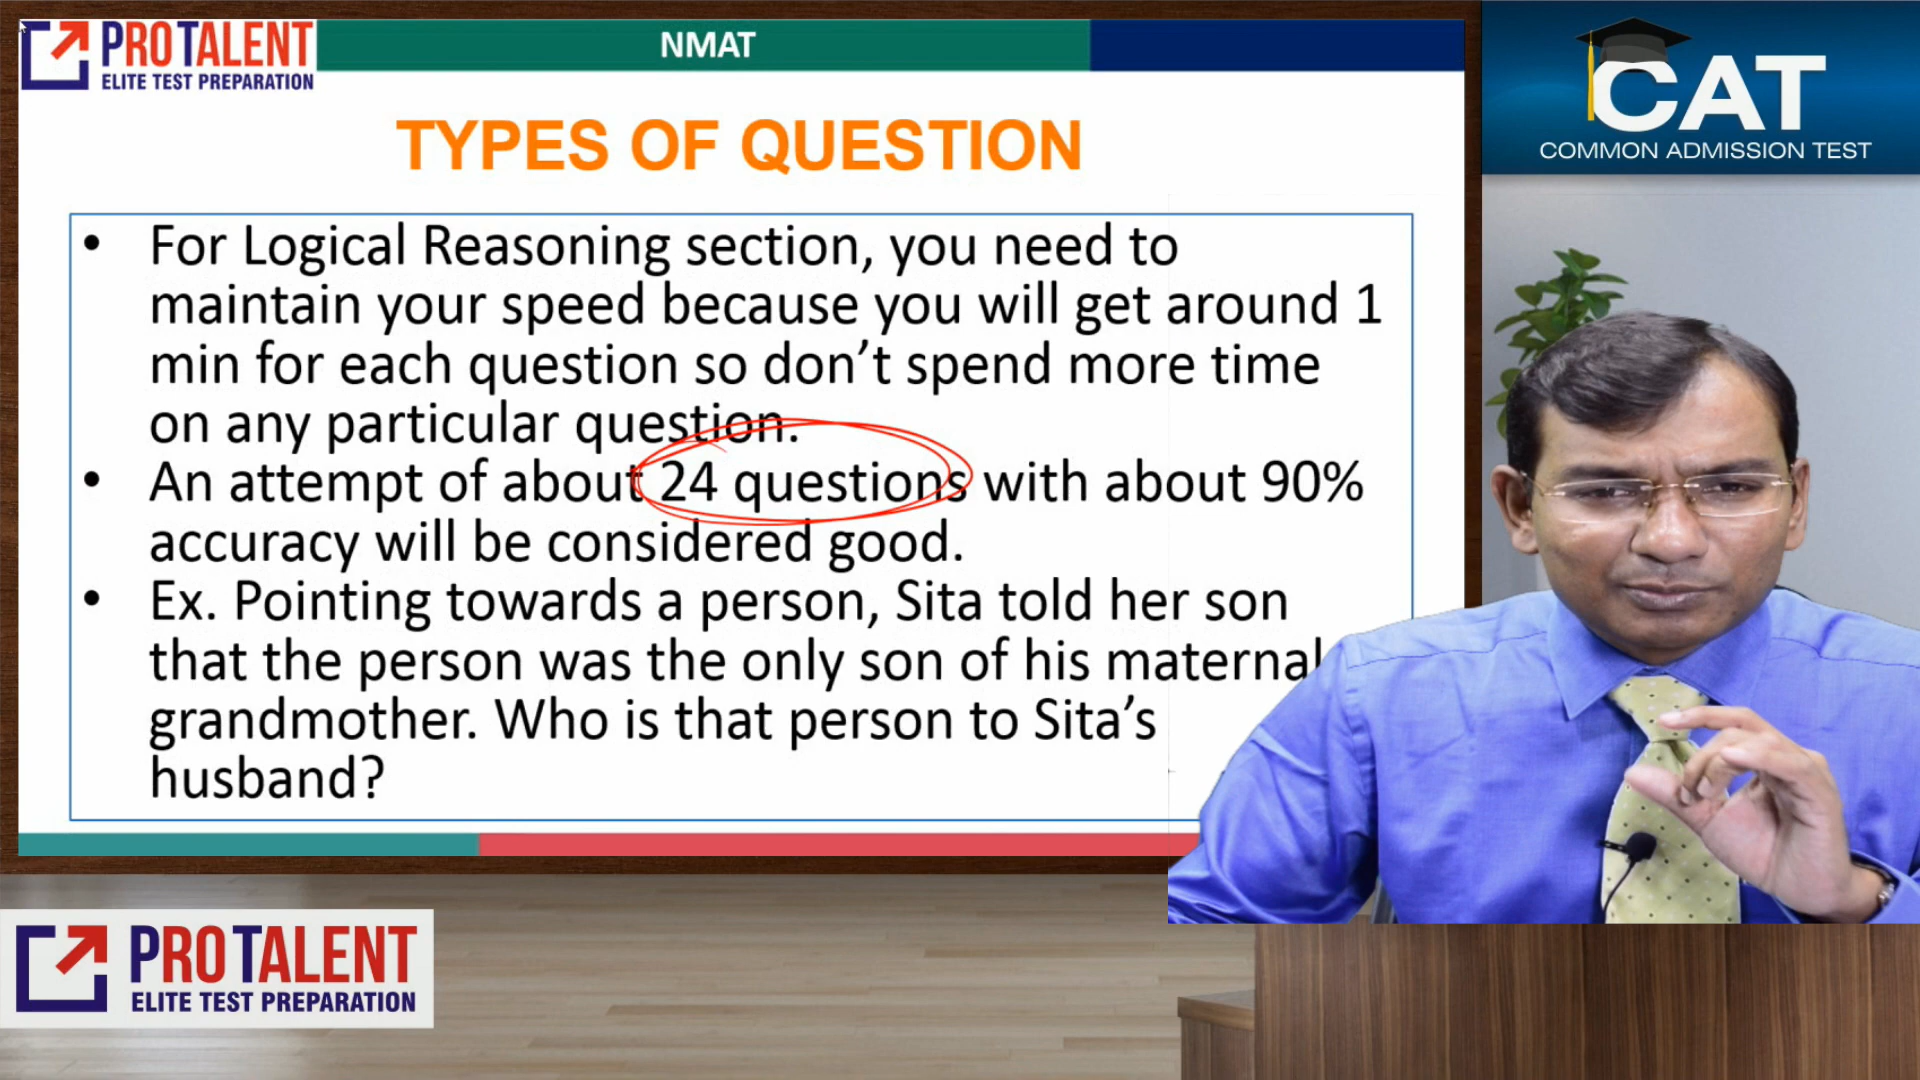 PROTALENT
ELITE TEST PREPARATION
NMAT
CAT
COMMON ADMISSION TEST
TYPES OF QUESTION
• For Logical Reasoning section, you need to
maintain your speed because you will get around 1
min for each question so don’t spend more time
on any particular question.
• An attempt of about 24 questions with about 90%
accuracy will be considered good.
• Ex. Pointing towards a person, Sita told her son
that the person was the only son of his maternal
grandmother. Who is that person to Sita’s
husband?
PROTALENT
ELITE TEST PREPARATION